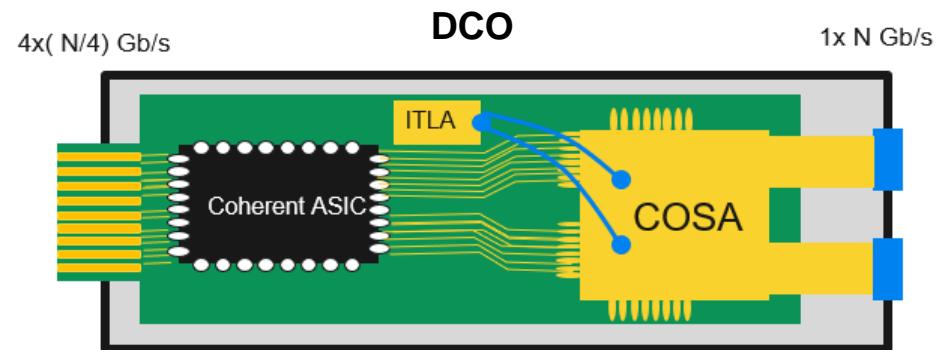 DCO
4x( N/4) Gb/s
1x N Gb/s
ITLA
Coherent ASIC
COSA